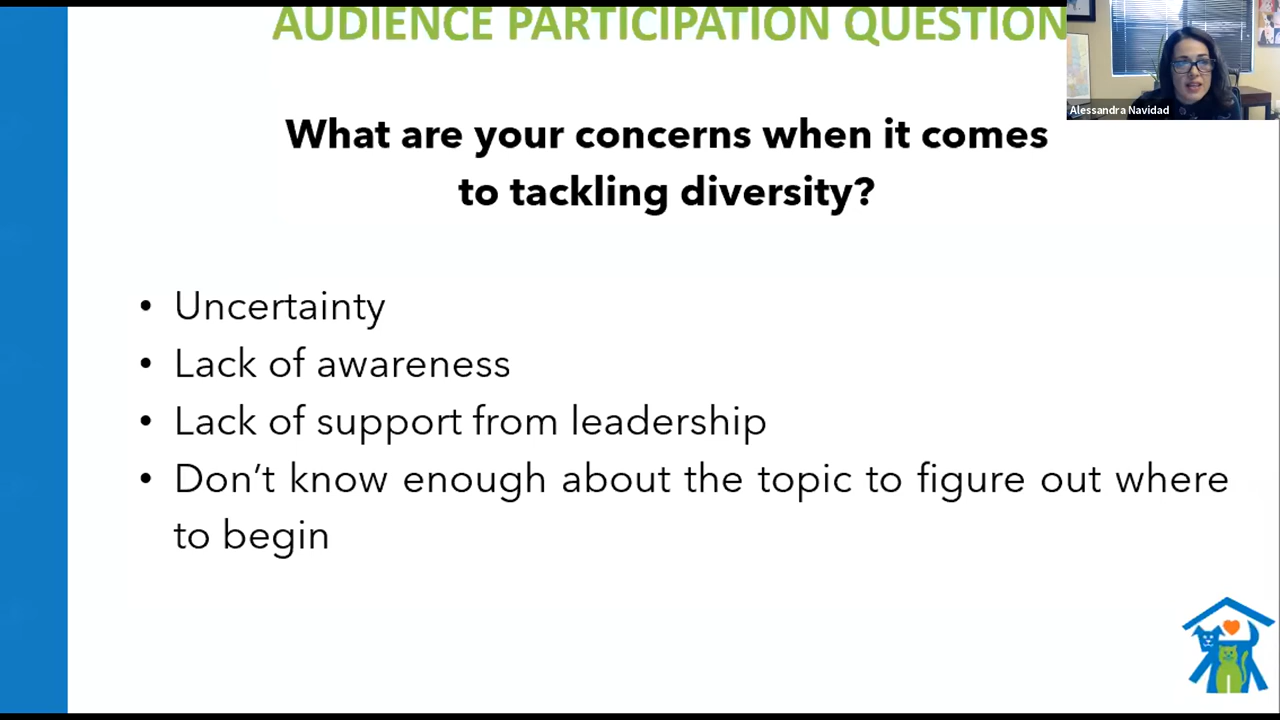 AUDIENCE PARTICIPATION QUESTION
Alessandra Navidad
What are your concerns when it comes
to tackling diversity?
• Uncertainty
• Lack of awareness
• Lack of support from leadership
• Don’t know enough about the topic to figure out where
to begin